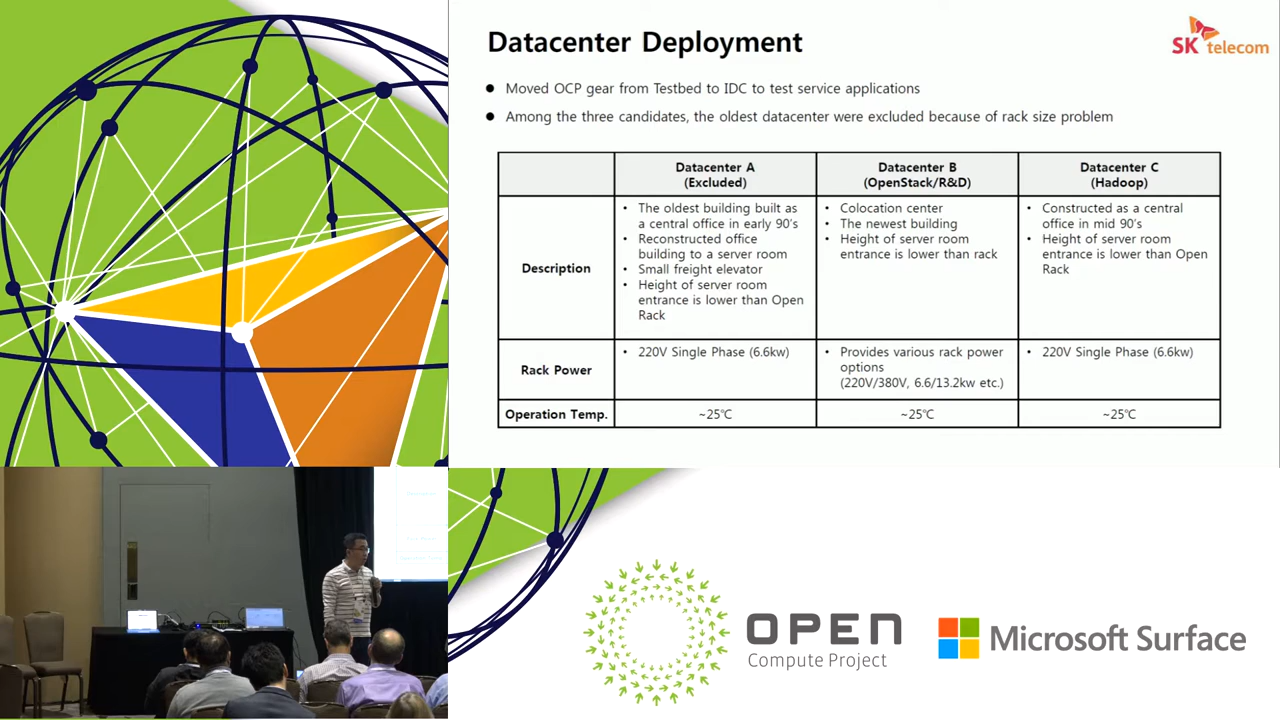 Datacenter Deployment
SK telecom
● Moved OCP gear from Testbed to IDC to test service applications
● Among the three candidates, the oldest datacenter were excluded because of rack size problem
Datacenter A
(Excluded)
Datacenter B
(OpenStack/R&D)
Datacenter C
(Hadoop)
Description
• The oldest building built as
a central office in early 90's
• Reconstructed office
building to a server room
• Small freight elevator
• Height of server room
entrance is lower than Open
Rack
• Colocation center
• The newest building
• Height of server room
entrance is lower than rack
• Constructed as a central
office in mid 90's
• Height of server room
entrance is lower than Open
Rack
Rack Power
• 220V Single Phase (6.6kw)
• Provides various rack power
options
(220V/380V, 6.6/13.2kw etc.)
• 220V Single Phase (6.6kw)
Operation Temp.
~25℃
~25℃
~25℃
OPEN
Compute Project
Microsoft Surface